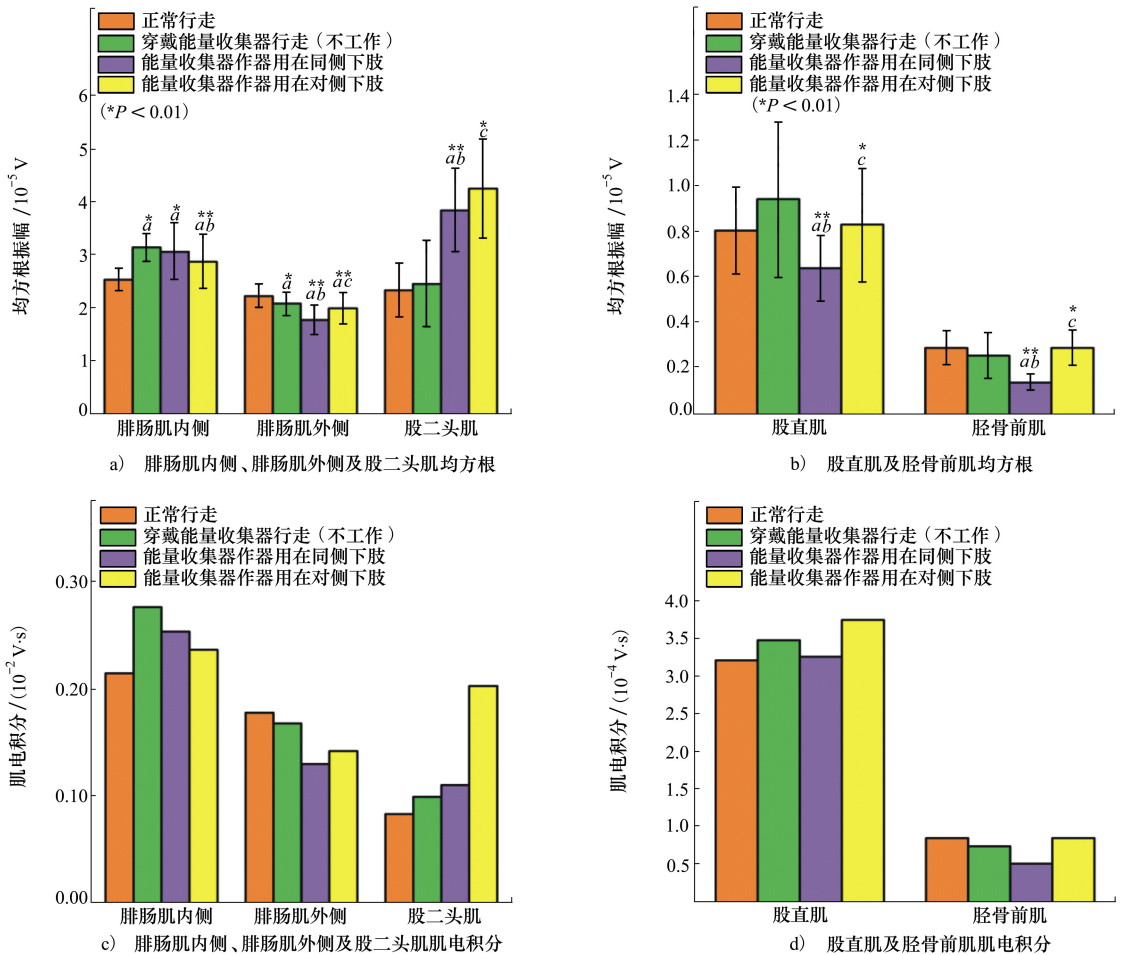 正常行走
穿戴能量收集器行走(不工作)
能量收集器作器用在同侧下肢
能量收集器作器用在对侧下肢
(*P < 0.01)
均方根振幅/10⁻⁵ V
6
5
4
3
2
1
0
* a
* a
** ab
* a
** ab
** ac
** ab
* c
腓肠肌内侧 腓肠肌外侧 股二头肌
a) 腓肠肌内侧、腓肠肌外侧及股二头肌均方根
正常行走
穿戴能量收集器行走(不工作)
能量收集器作器用在同侧下肢
能量收集器作器用在对侧下肢
(*P < 0.01)
均方根振幅/10⁻⁵ V
1.4
1.2
1.0
0.8
0.6
0.4
0.2
0.0
** ab
* c
** ab
* c
股直肌 胫骨前肌
b) 股直肌及胫骨前肌均方根
正常行走
穿戴能量收集器行走(不工作)
能量收集器作器用在同侧下肢
能量收集器作器用在对侧下肢
肌电积分/(10⁻² V·s)
0.30
0.20
0.10
0.00
腓肠肌内侧 腓肠肌外侧 股二头肌
c) 腓肠肌内侧、腓肠肌外侧及股二头肌肌电积分
正常行走
穿戴能量收集器行走(不工作)
能量收集器作器用在同侧下肢
能量收集器作器用在对侧下肢
肌电积分/(10⁻⁴ V·s)
4.0
3.5
3.0
2.5
2.0
1.5
1.0
0.5
股直肌 胫骨前肌
d) 股直肌及胫骨前肌肌电积分